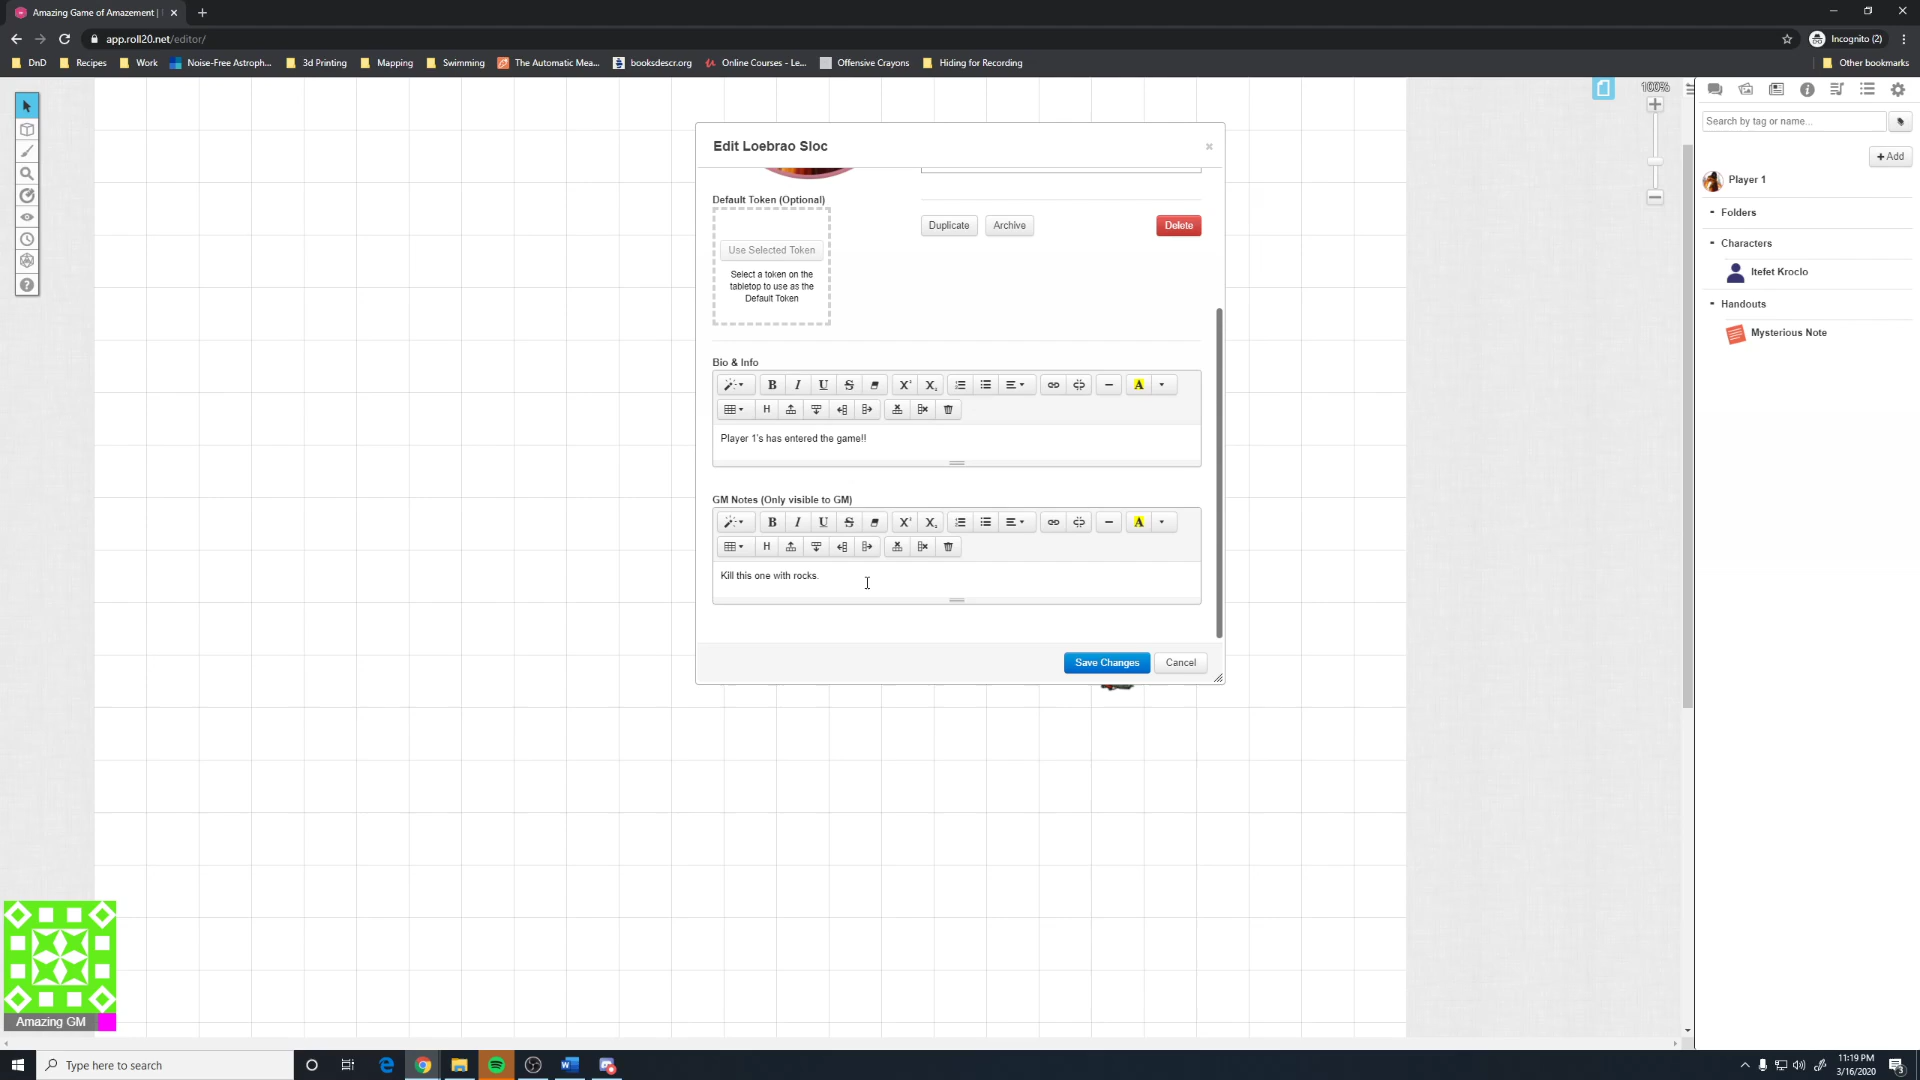 Amazing Game of Amazement |
app.roll20.net/editor/
Incognito (2)
DnD
Recipes
Work
Noise-Free Astroph...
3d Printing
Mapping
Swimming
The Automatic Mea...
booksdescr.org
Online Courses - Le...
Offensive Crayons
Hiding for Recording
Other bookmarks
100%
Edit Loebrao Sloc
Default Token (Optional)
Use Selected Token
Select a token on the
tabletop to use as the
Default Token
Duplicate
Archive
Delete
Bio & Info
B I U S X² X₂ A
H
Player 1's has entered the game!!
GM Notes (Only visible to GM)
B I U S X² X₂ A
H
Kill this one with rocks.
Save Changes
Cancel
Search by tag or name...
+ Add
Player 1
Folders
Characters
Itefet Kroclo
Handouts
Mysterious Note
Amazing GM
Type here to search
11:19 PM
3/16/2020
3